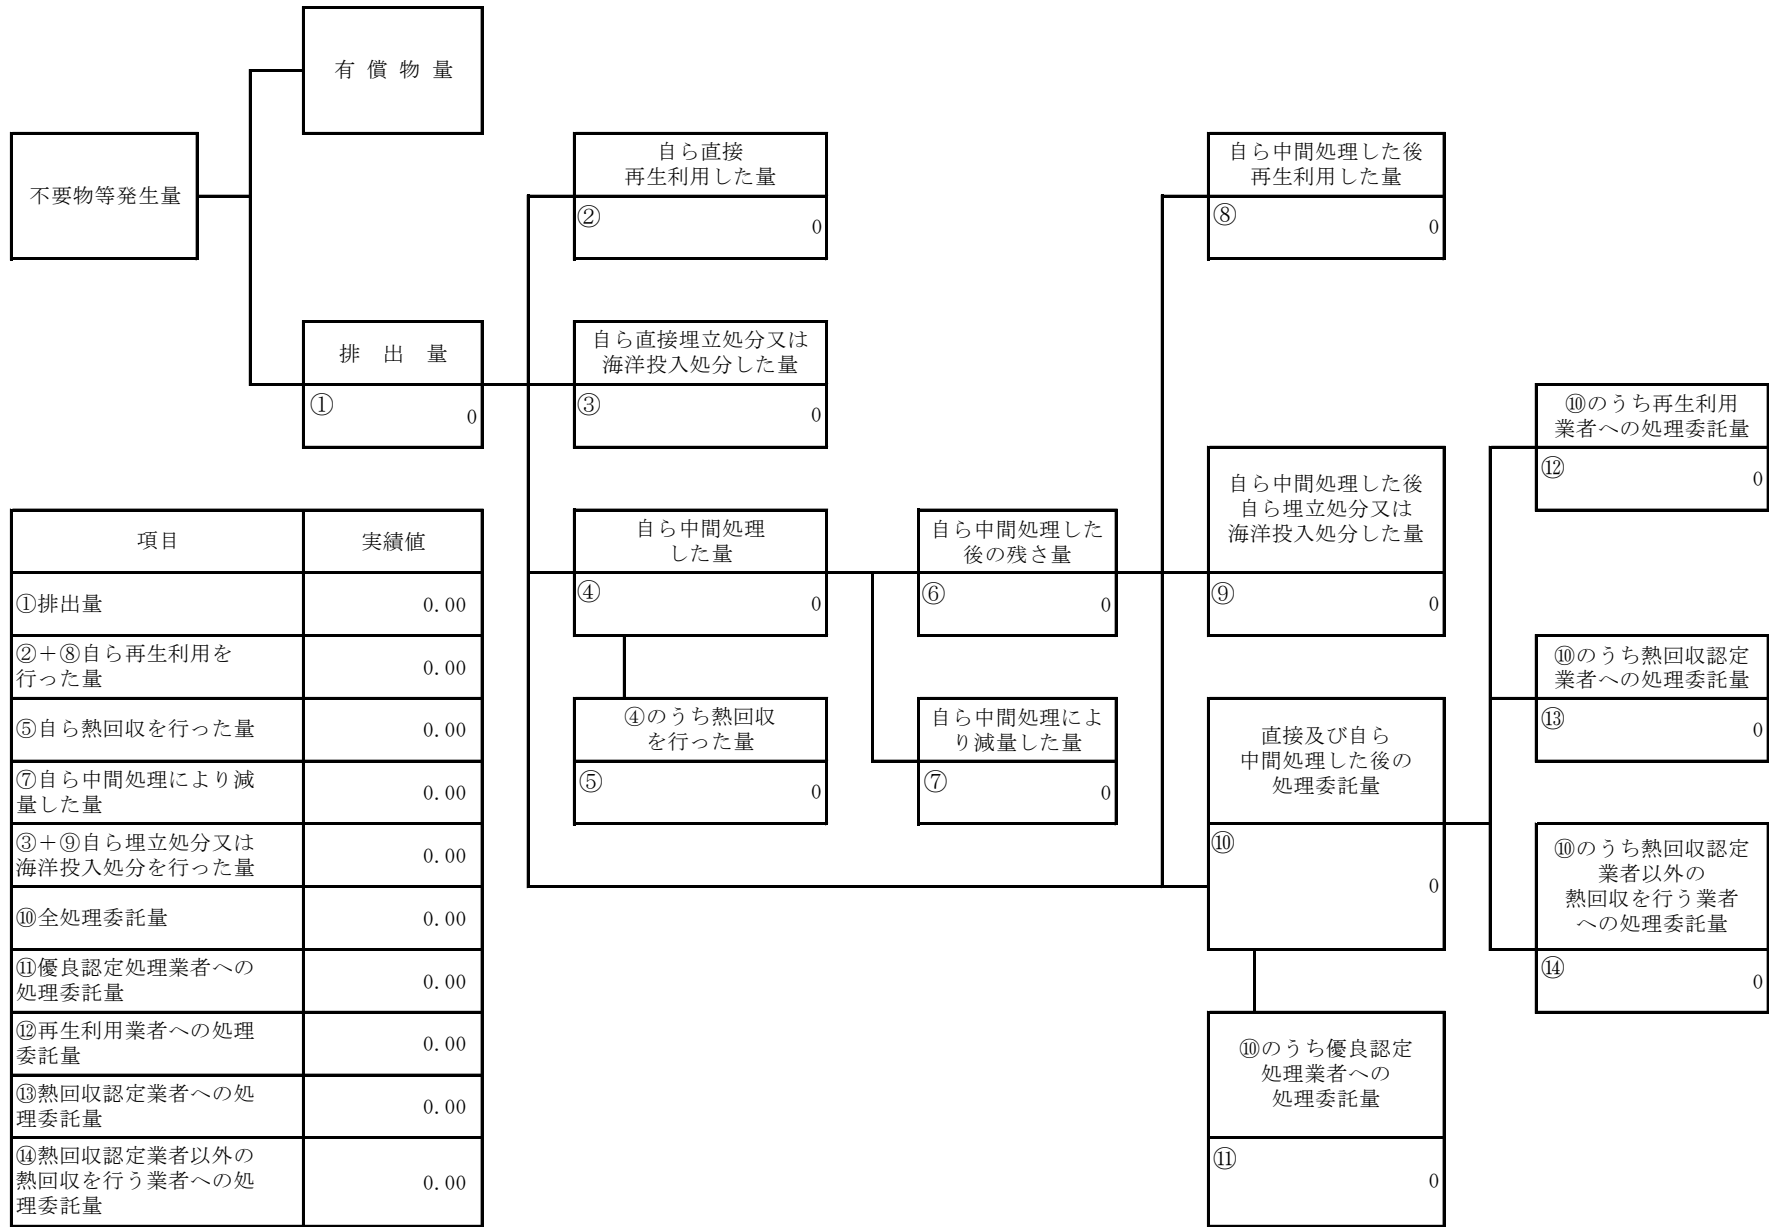 有 償 物 量
不要物等発生量
自ら直接
再生利用した量
②
0
自ら中間処理した後
再生利用した量
⑧
0
排 出 量
①
0
自ら直接埋立処分又は
海洋投入処分した量
③
0
⑩のうち再生利用
業者への処理委託量
⑫
0
自ら中間処理
した量
④
0
自ら中間処理した
後の残さ量
⑥
0
自ら中間処理した後
自ら埋立処分又は
海洋投入処分した量
⑨
0
④のうち熱回収
を行った量
⑤
0
自ら中間処理によ
り減量した量
⑦
0
直接及び自ら
中間処理した後の
処理委託量
⑩
0
⑩のうち熱回収認定
業者への処理委託量
⑬
0
⑩のうち熱回収認定
業者以外の
熱回収を行う業者
への処理委託量
⑭
0
⑩のうち優良認定
処理業者への
処理委託量
⑪
0
項目 実績値
①排出量 0.00
②＋⑧自ら再生利用を
行った量 0.00
⑤自ら熱回収を行った量 0.00
⑦自ら中間処理により減
量した量 0.00
③＋⑨自ら埋立処分又は
海洋投入処分を行った量 0.00
⑩全処理委託量 0.00
⑪優良認定処理業者への
処理委託量 0.00
⑫再生利用業者への処理
委託量 0.00
⑬熱回収認定業者への処
理委託量 0.00
⑭熱回収認定業者以外の
熱回収を行う業者への処
理委託量 0.00